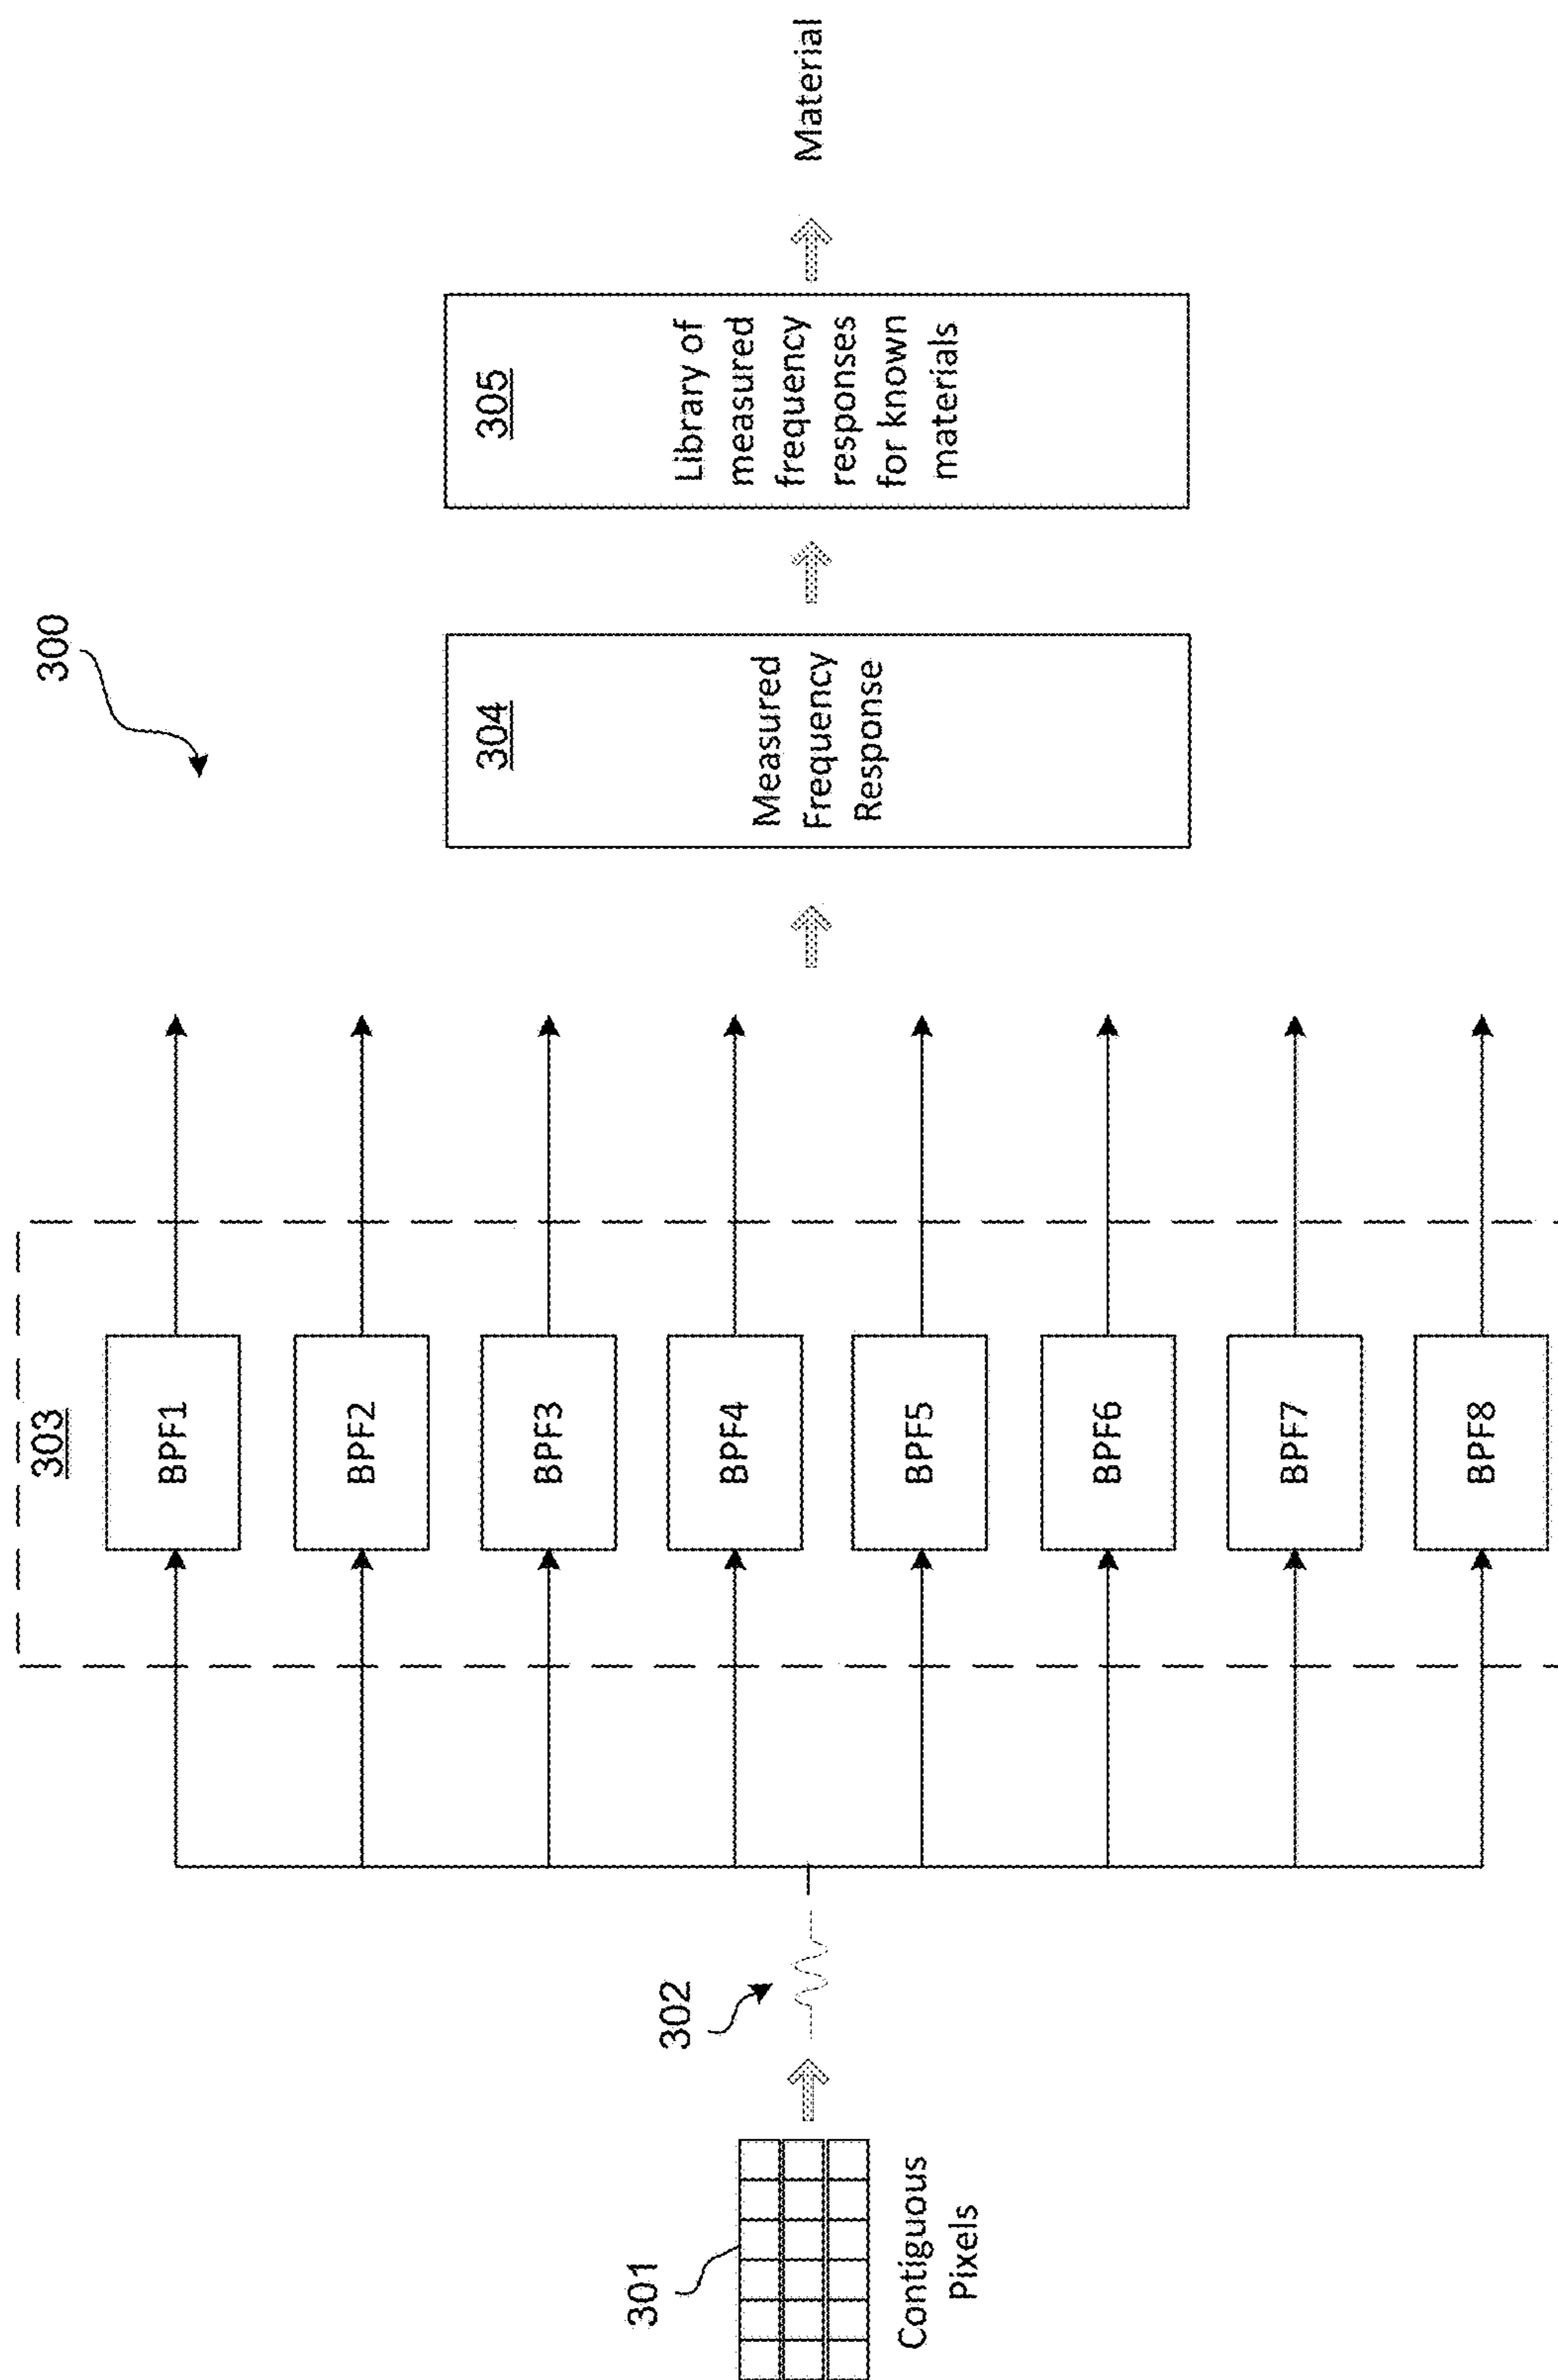 300
301
Contiguous
Pixels
302
303
BPF1
BPF2
BPF3
BPF4
BPF5
BPF6
BPF7
BPF8
304
Measured
Frequency
Response
305
Library of
measured
frequency
responses
for known
materials
Material